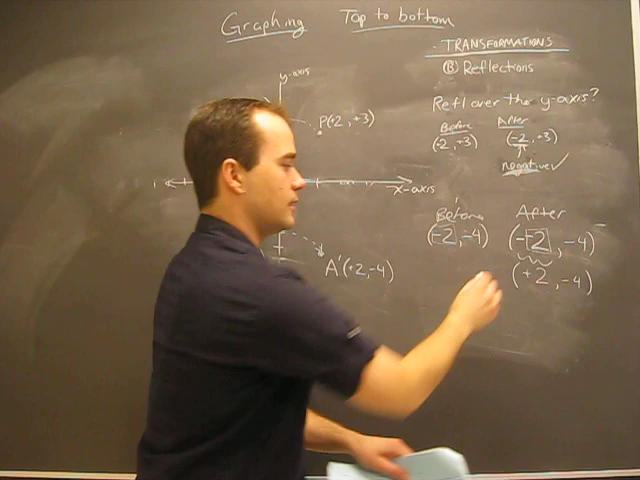 Graphing Top to bottom
· TRANSFORMATIONS
Ⓑ Reflections
Refl over the y-axis?
Before After
(+2, +3) (-2, +3)
negative ✓
y-axis
P(+2, +3)
x-axis
A'(+2, -4)
Before After
(-2, -4) (--2, -4)
(+2, -4)